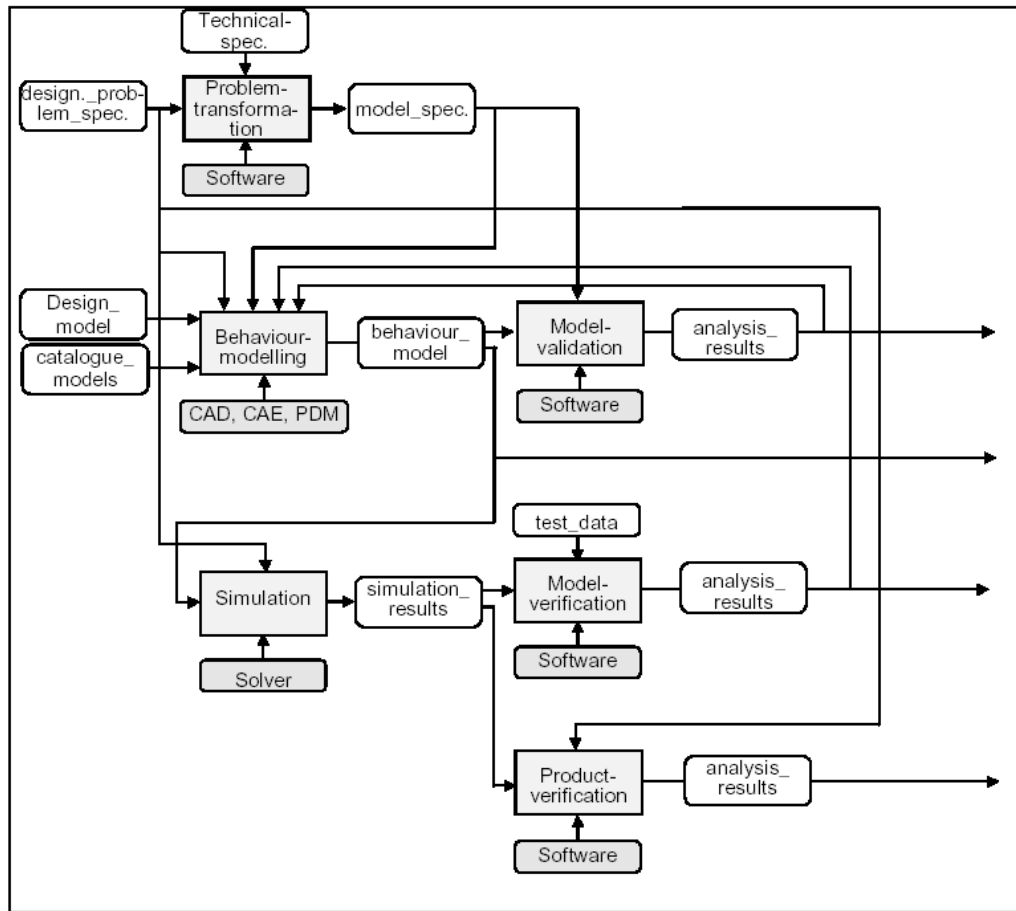 Technical-
spec.
design._prob-
lem_spec.
Problem-
transforma-
tion
model_spec.
Software
Design_
model
catalogue_
models
Behaviour-
modelling
behaviour_
model
Model-
validation
analysis_
results
CAD, CAE, PDM
Software
test_data
Simulation
simulation_
results
Model-
verification
analysis_
results
Solver
Software
Product-
verification
analysis_
results
Software